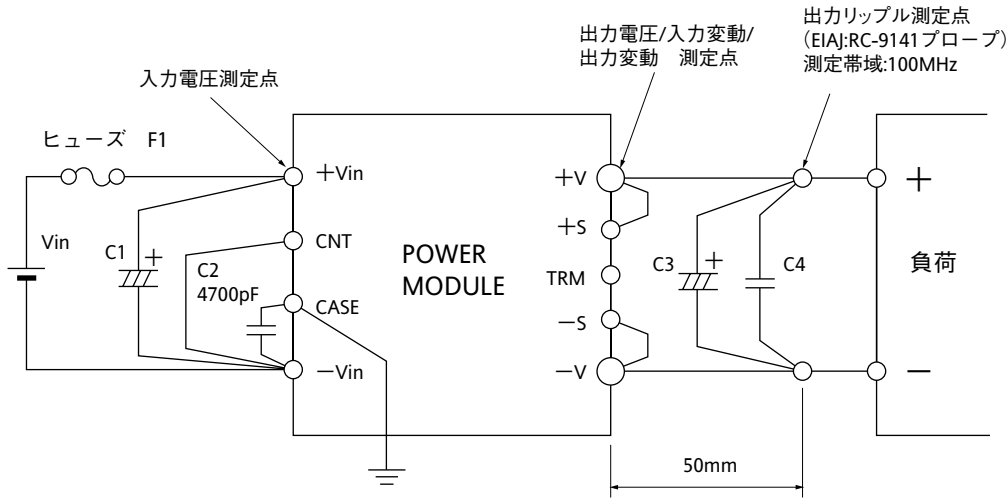 出力リップル測定点
(EIAJ:RC-9141プローブ)
測定帯域:100MHz
出力電圧/入力変動/
出力変動 測定点
入力電圧測定点
ヒューズ F1
+Vin
+V
+
+S
Vin
C1
+
CNT
C2
4700pF
POWER
MODULE
TRM
C3
+
C4
負荷
CASE
−S
−Vin
−V
−
50mm